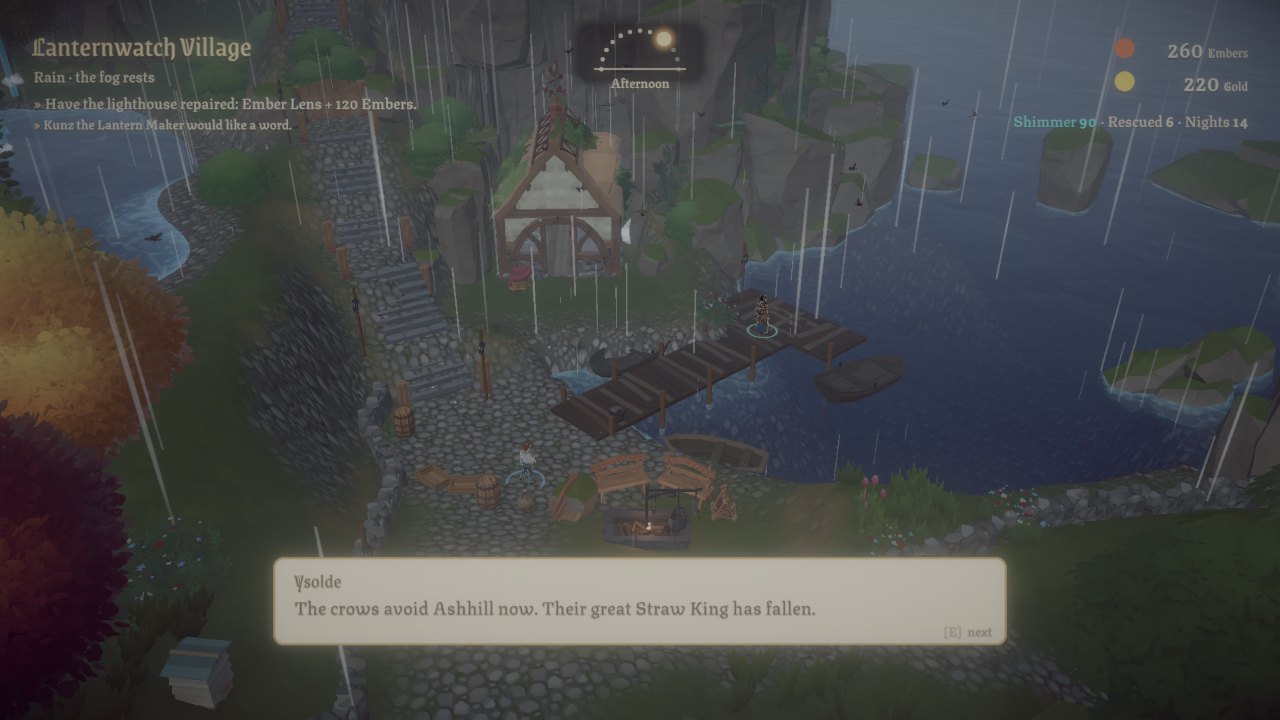 Lanternwatch Village
Rain · the fog rests
» Have the lighthouse repaired: Ember Lens + 120 Embers.
» Kunz the Lantern Maker would like a word.
Afternoon
260 Embers
220 Gold
Shimmer 90 · Rescued 6 · Nights 14
Ysolde
The crows avoid Ashhill now. Their great Straw King has fallen.
[E] next